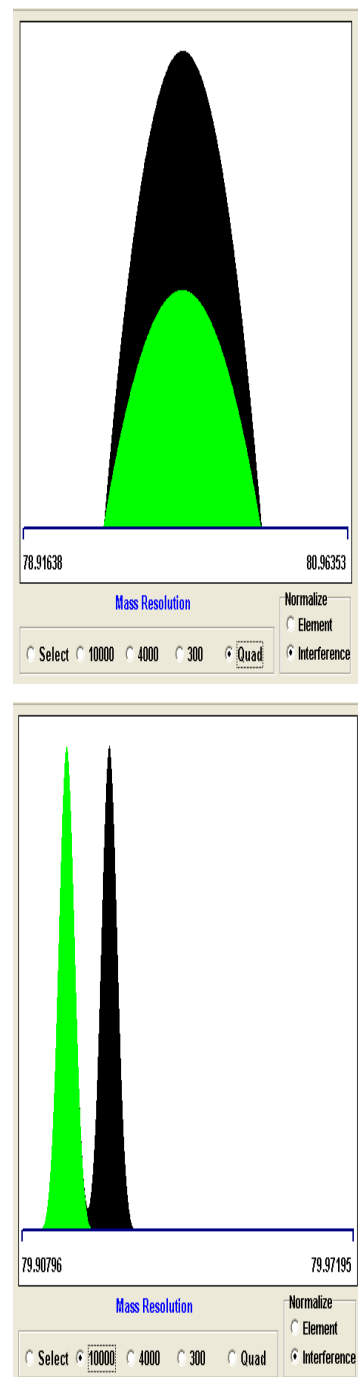 78.91638 80.96353
Mass Resolution
Normalize
Element
Select 10000 4000 300 Quad
Interference
79.90796 79.97195
Mass Resolution
Normalize
Element
Select 10000 4000 300 Quad
Interference